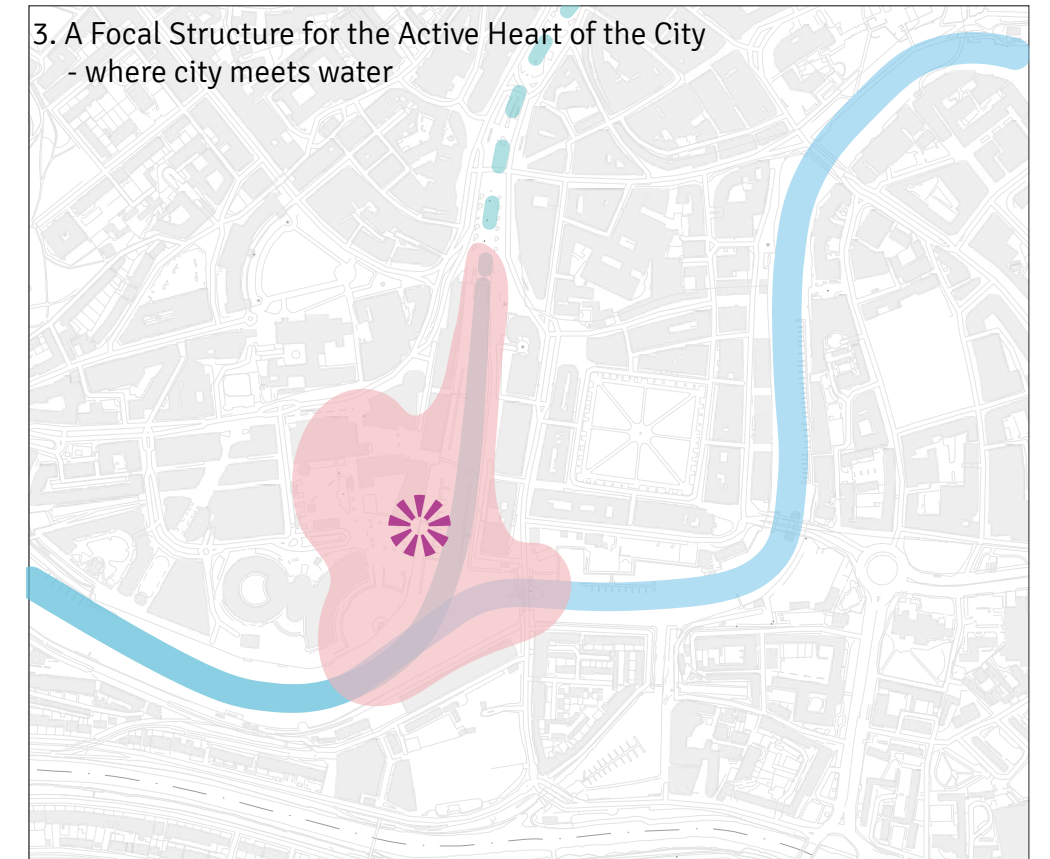 3. A Focal Structure for the Active Heart of the City
- where city meets water